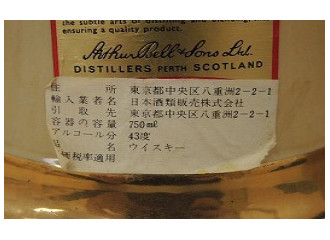 the subtle arts of distilling and blending,
ensuring a quality product.
Arthur Bell & Sons Ltd.
DISTILLERS PERTH SCOTLAND
住所 東京都中央区八重洲2-2-1
輸入業者名 日本酒類販売株式会社
引取先 東京都中央区八重洲2-2-1
容器の容量 750ml
アルコール分 43度
名 ウイスキー
価税率適用